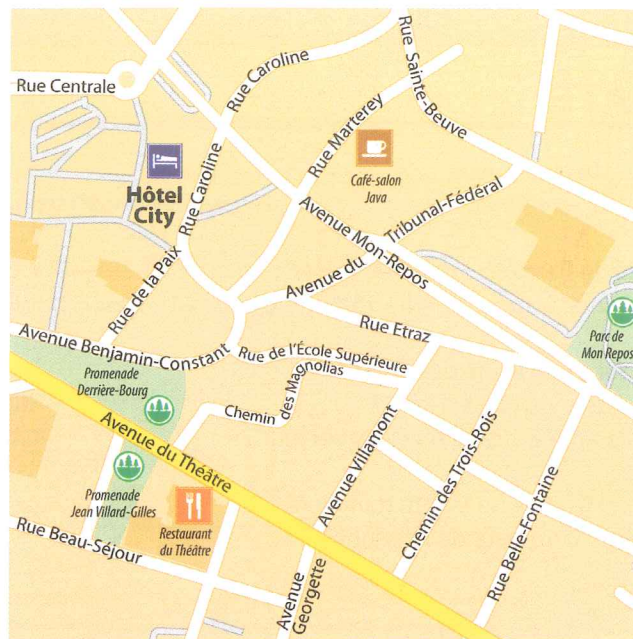 Rue Centrale
Rue Caroline
Rue Sainte-Beuve
Rue Marterey
Café-salon
Java
Hôtel
City
Rue Caroline
Avenue Mon-Repos
Tribunal-Fédéral
Avenue du
Rue de la Paix
Rue Etraz
Parc de
Mon Repos
Avenue Benjamin-Constant
Rue de l'École Supérieure
Promenade
Derrière-Bourg
Chemin
des Magnolias
Avenue du Théâtre
Avenue Villamont
Chemin des Trois-Rois
Rue Belle-Fontaine
Promenade
Jean Villard-Gilles
Restaurant
du Théâtre
Rue Beau-Séjour
Avenue
Georgette